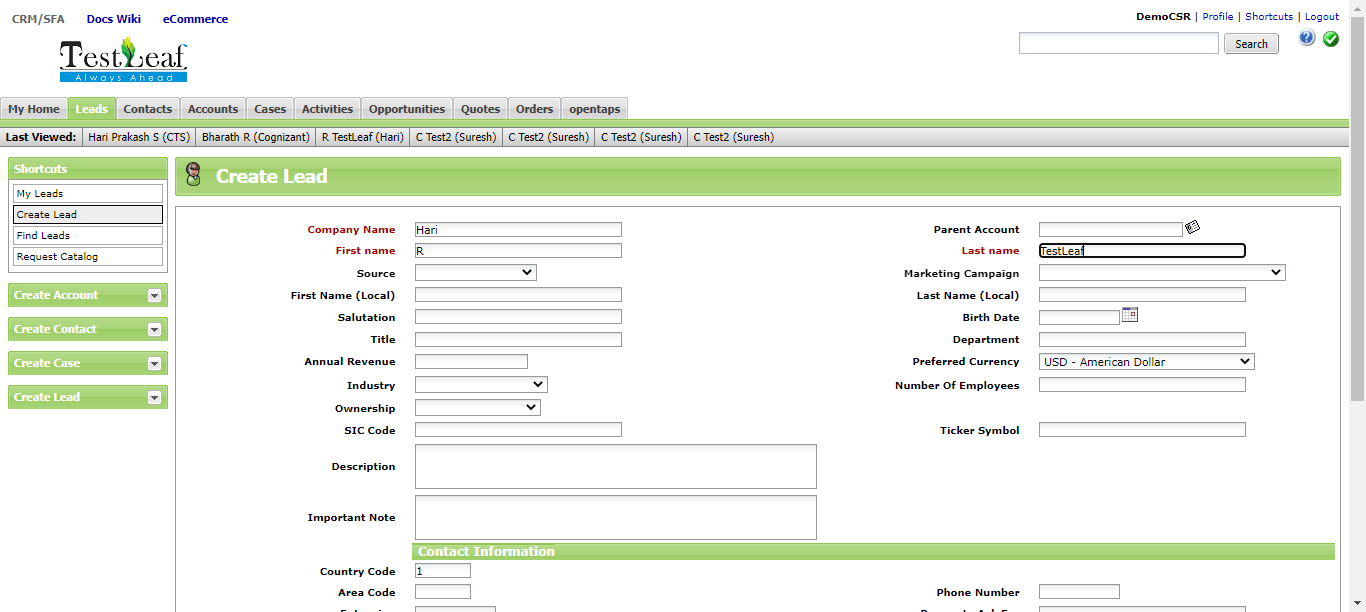 CRM/SFA Docs Wiki eCommerce
DemoCSR | Profile | Shortcuts | Logout
TestLeaf
Always Ahead
Search
My Home Leads Contacts Accounts Cases Activities Opportunities Quotes Orders opentaps
Last Viewed: Hari Prakash S (CTS) Bharath R (Cognizant) R TestLeaf (Hari) C Test2 (Suresh) C Test2 (Suresh) C Test2 (Suresh) C Test2 (Suresh)
Shortcuts
My Leads
Create Lead
Find Leads
Request Catalog
Create Account
Create Contact
Create Case
Create Lead
Create Lead
Company Name Hari Parent Account
First name R Last name TestLeaf
Source Marketing Campaign
First Name (Local) Last Name (Local)
Salutation Birth Date
Title Department
Annual Revenue Preferred Currency USD - American Dollar
Industry Number Of Employees
Ownership
SIC Code Ticker Symbol
Description
Important Note
Contact Information
Country Code 1
Area Code Phone Number